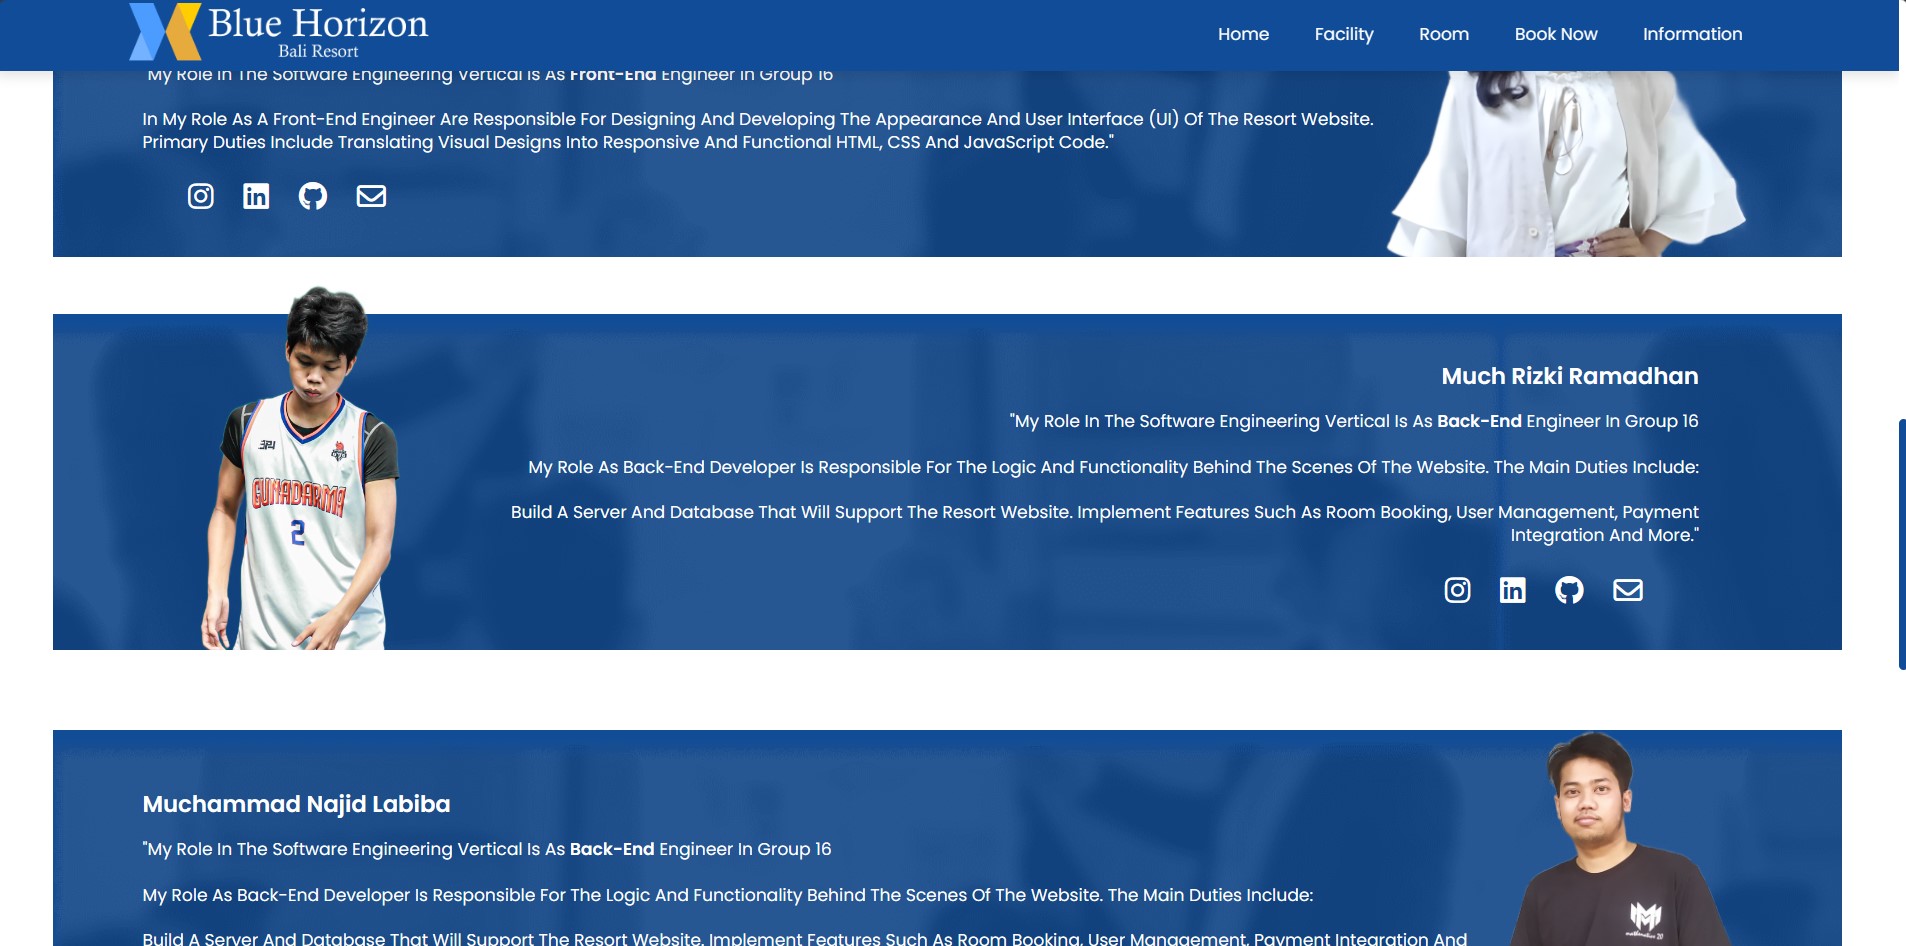 Blue Horizon
Bali Resort
Home Facility Room Book Now Information
"My Role In The Software Engineering Vertical Is As Front-End Engineer In Group 16
In My Role As A Front-End Engineer Are Responsible For Designing And Developing The Appearance And User Interface (UI) Of The Resort Website.
Primary Duties Include Translating Visual Designs Into Responsive And Functional HTML, CSS And JavaScript Code."
Much Rizki Ramadhan
"My Role In The Software Engineering Vertical Is As Back-End Engineer In Group 16
My Role As Back-End Developer Is Responsible For The Logic And Functionality Behind The Scenes Of The Website. The Main Duties Include:
Build A Server And Database That Will Support The Resort Website. Implement Features Such As Room Booking, User Management, Payment
Integration And More."
GUNADARMA
2
Muchammad Najid Labiba
"My Role In The Software Engineering Vertical Is As Back-End Engineer In Group 16
My Role As Back-End Developer Is Responsible For The Logic And Functionality Behind The Scenes Of The Website. The Main Duties Include:
Build A Server And Database That Will Support The Resort Website. Implement Features Such As Room Booking, User Management, Payment Integration And